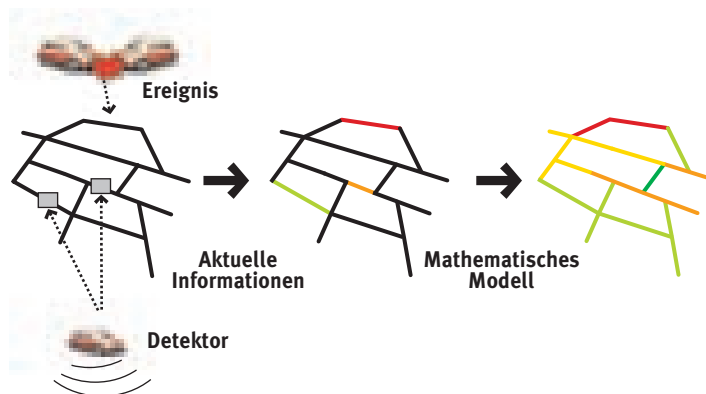 Ereignis
Aktuelle
Informationen
Mathematisches
Modell
Detektor